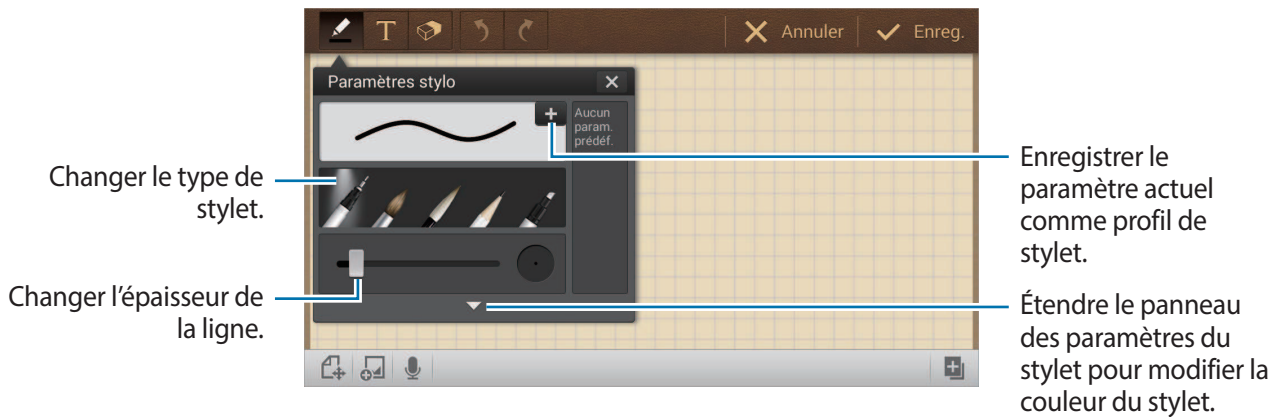 T
Annuler
Enreg.
Paramètres stylo
Aucun
param.
prédéf.
Changer le type de
stylet.
Changer l'épaisseur de
la ligne.
Enregistrer le
paramètre actuel
comme profil de
stylet.
Étendre le panneau
des paramètres du
stylet pour modifier la
couleur du stylet.